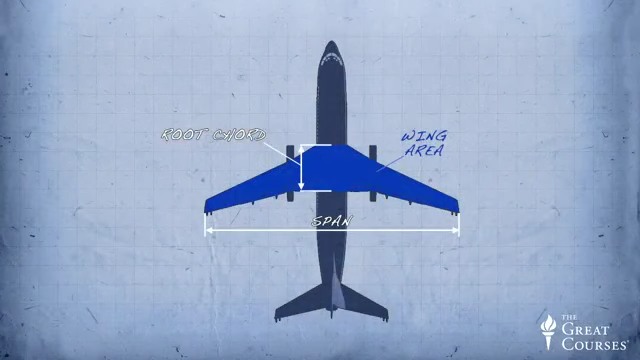 ROOT CHORD
WING
AREA
SPAN
THE
GREAT
COURSES